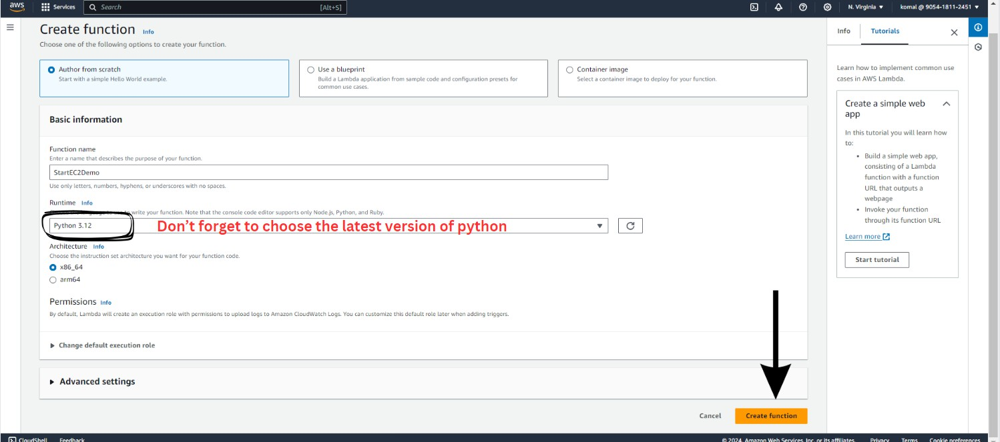 aws
Services
Search
[Alt+S]
N. Virginia
komal @ 9054-1811-2451
Create function Info
Choose one of the following options to create your function.
Author from scratch
Start with a simple Hello World example.
Use a blueprint
Build a Lambda application from sample code and configuration presets for
common use cases.
Container image
Select a container image to deploy for your function.
Basic information
Function name
Enter a name that describes the purpose of your function.
StartEC2Demo
Use only letters, numbers, hyphens, or underscores with no spaces.
Runtime Info
to write your function. Note that the console code editor supports only Node.js, Python, and Ruby.
Python 3.12
Don't forget to choose the latest version of python
Architecture Info
Choose the instruction set architecture you want for your function code.
x86_64
arm64
Permissions Info
By default, Lambda will create an execution role with permissions to upload logs to Amazon CloudWatch Logs. You can customize this default role later when adding triggers.
Change default execution role
Advanced settings
Cancel
Create function
Info
Tutorials
Learn how to implement common use
cases in AWS Lambda.
Create a simple web
app
In this tutorial you will learn how
to:
• Build a simple web app,
consisting of a Lambda
function with a function
URL that outputs a
webpage
• Invoke your function
through its function URL
Learn more
Start tutorial
CloudShell
Feedback
© 2024, Amazon Web Services, Inc. or its affiliates.
Privacy
Terms
Cookie preferences